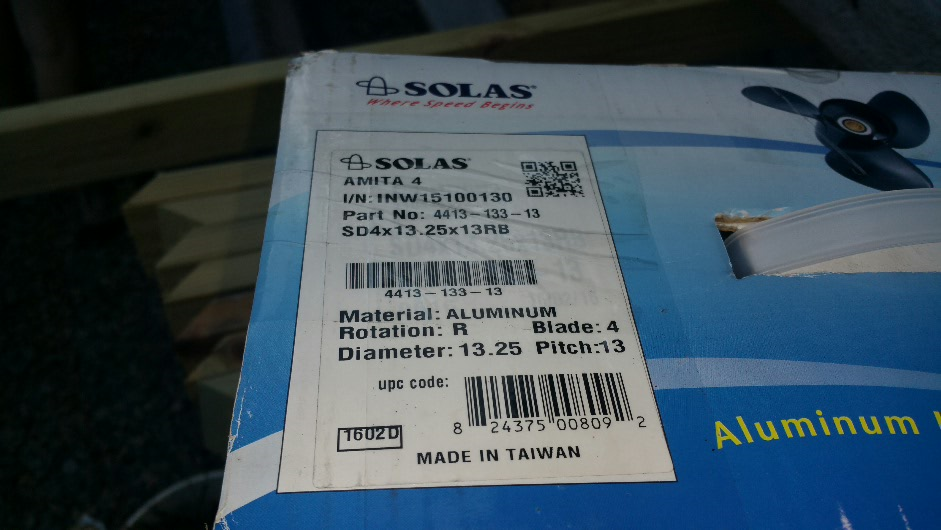 SOLAS
Where Speed Begins
SOLAS
AMITA 4
I/N: INW15100130
Part No: 4413-133-13
SD4x13.25x13RB
4413-133-13
Material: ALUMINUM
Rotation: R Blade: 4
Diameter: 13.25 Pitch:13
upc code:
8 24375 00809 2
1602D
MADE IN TAIWAN
Aluminum